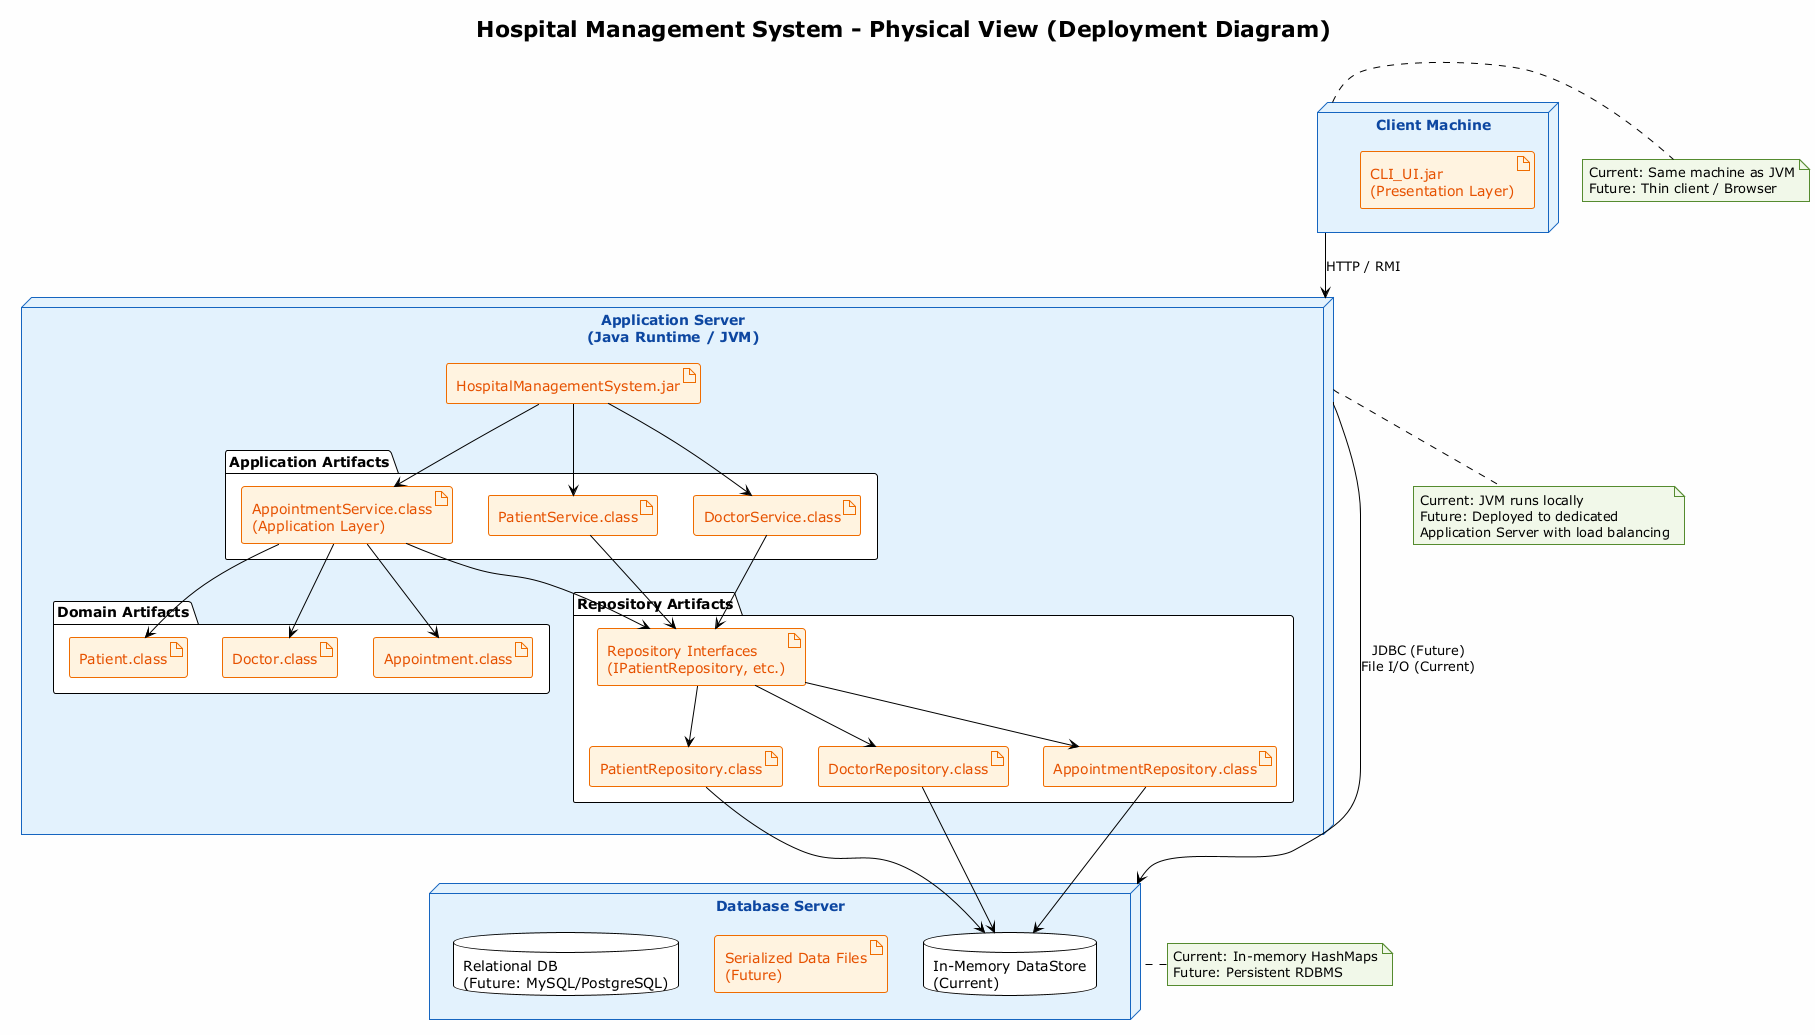 Hospital Management System - Physical View (Deployment Diagram)
Client Machine
CLI_UI.jar
(Presentation Layer)
Current: Same machine as JVM
Future: Thin client / Browser
HTTP / RMI
Application Server
(Java Runtime / JVM)
HospitalManagementSystem.jar
Application Artifacts
AppointmentService.class
(Application Layer)
PatientService.class
DoctorService.class
Current: JVM runs locally
Future: Deployed to dedicated
Application Server with load balancing
Domain Artifacts
Patient.class
Doctor.class
Appointment.class
Repository Artifacts
Repository Interfaces
(IPatientRepository, etc.)
PatientRepository.class
DoctorRepository.class
AppointmentRepository.class
JDBC (Future)
File I/O (Current)
Database Server
Relational DB
(Future: MySQL/PostgreSQL)
Serialized Data Files
(Future)
In-Memory DataStore
(Current)
Current: In-memory HashMaps
Future: Persistent RDBMS